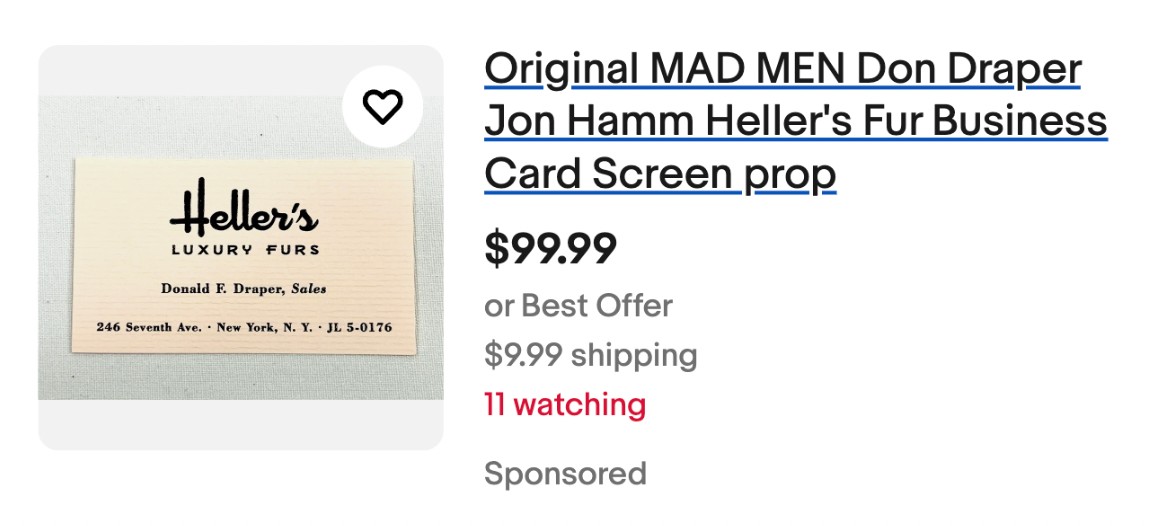 Heller's
LUXURY FURS
Donald F. Draper, Sales
246 Seventh Ave. · New York, N. Y. · JL 5-0176
Original MAD MEN Don Draper
Jon Hamm Heller's Fur Business
Card Screen prop
$99.99
or Best Offer
$9.99 shipping
11 watching
Sponsored